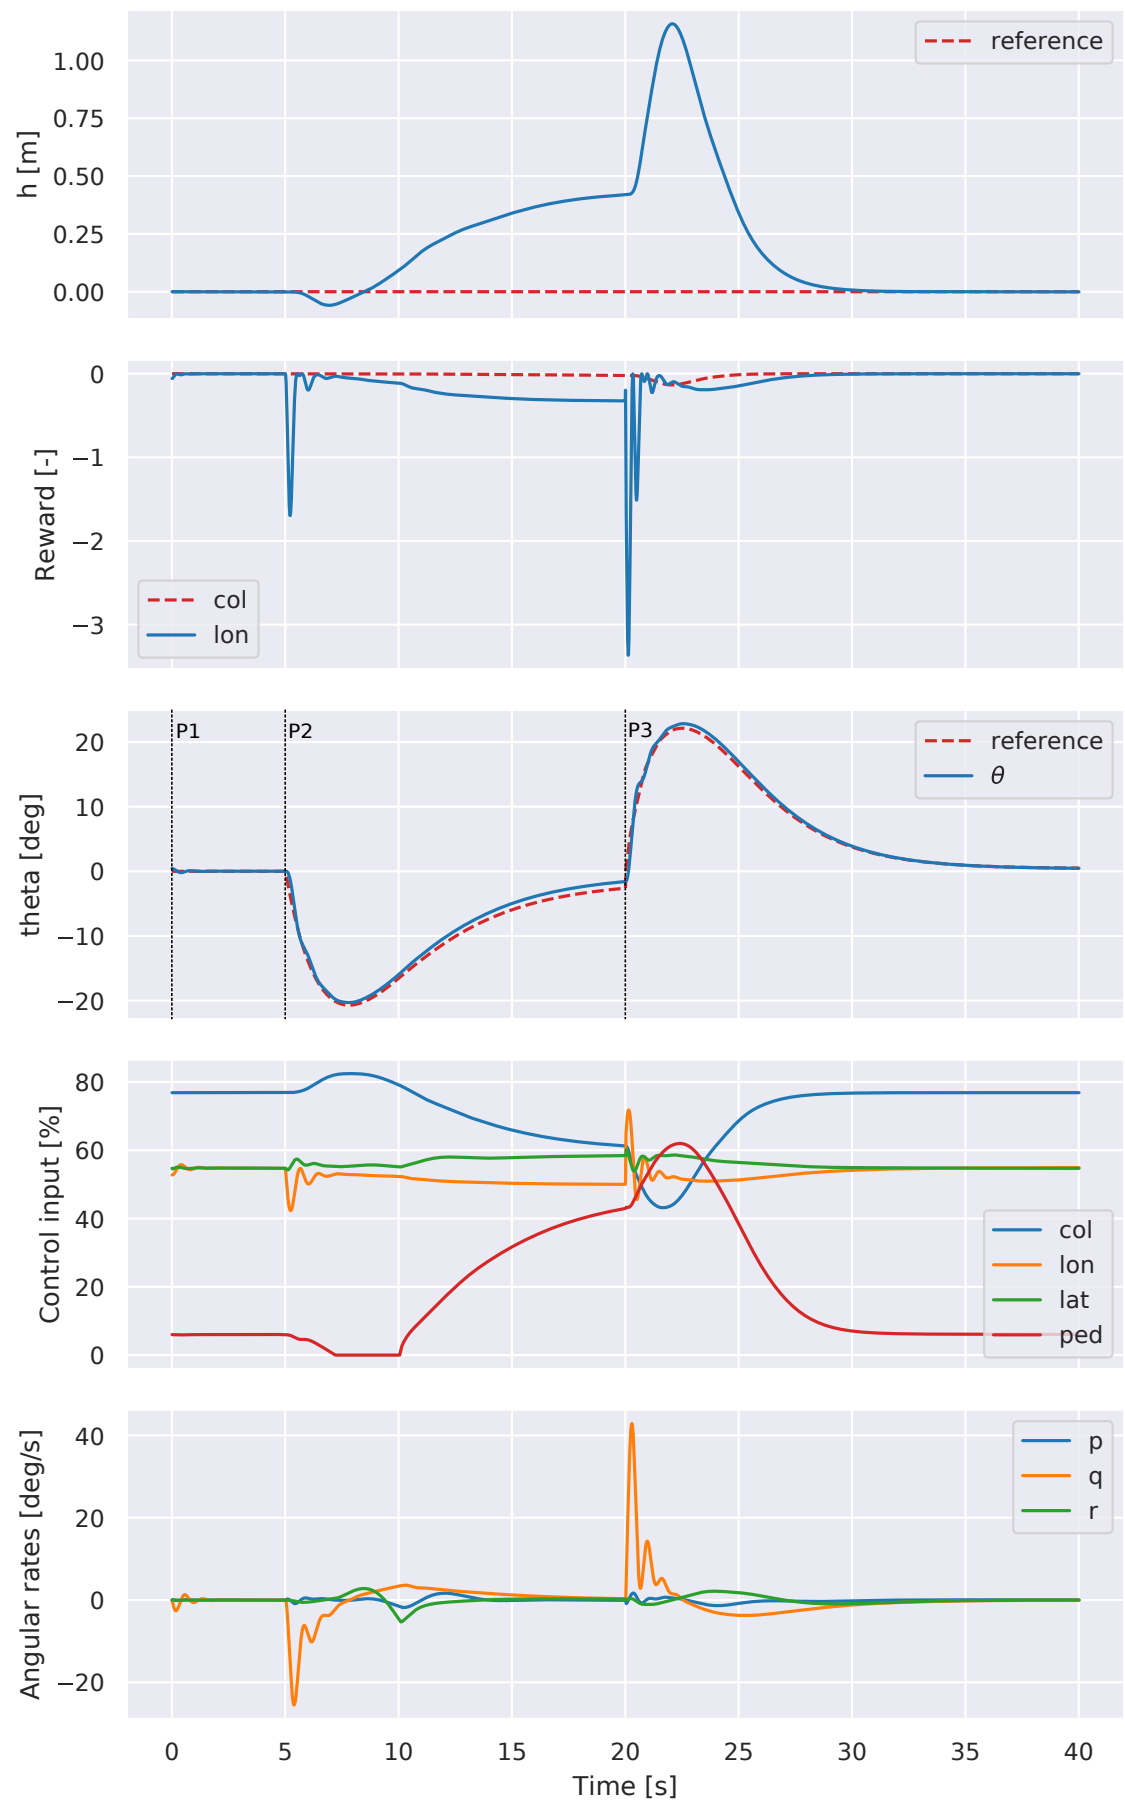 h [m]
1.00
0.75
0.50
0.25
0.00
reference
Reward [-]
0
−1
−2
−3
col
lon
theta [deg]
20
10
0
−10
−20
P1
P2
P3
reference
θ
Control input [%]
80
60
40
20
0
col
lon
lat
ped
Angular rates [deg/s]
40
20
0
−20
p
q
r
0 5 10 15 20 25 30 35 40
Time [s]